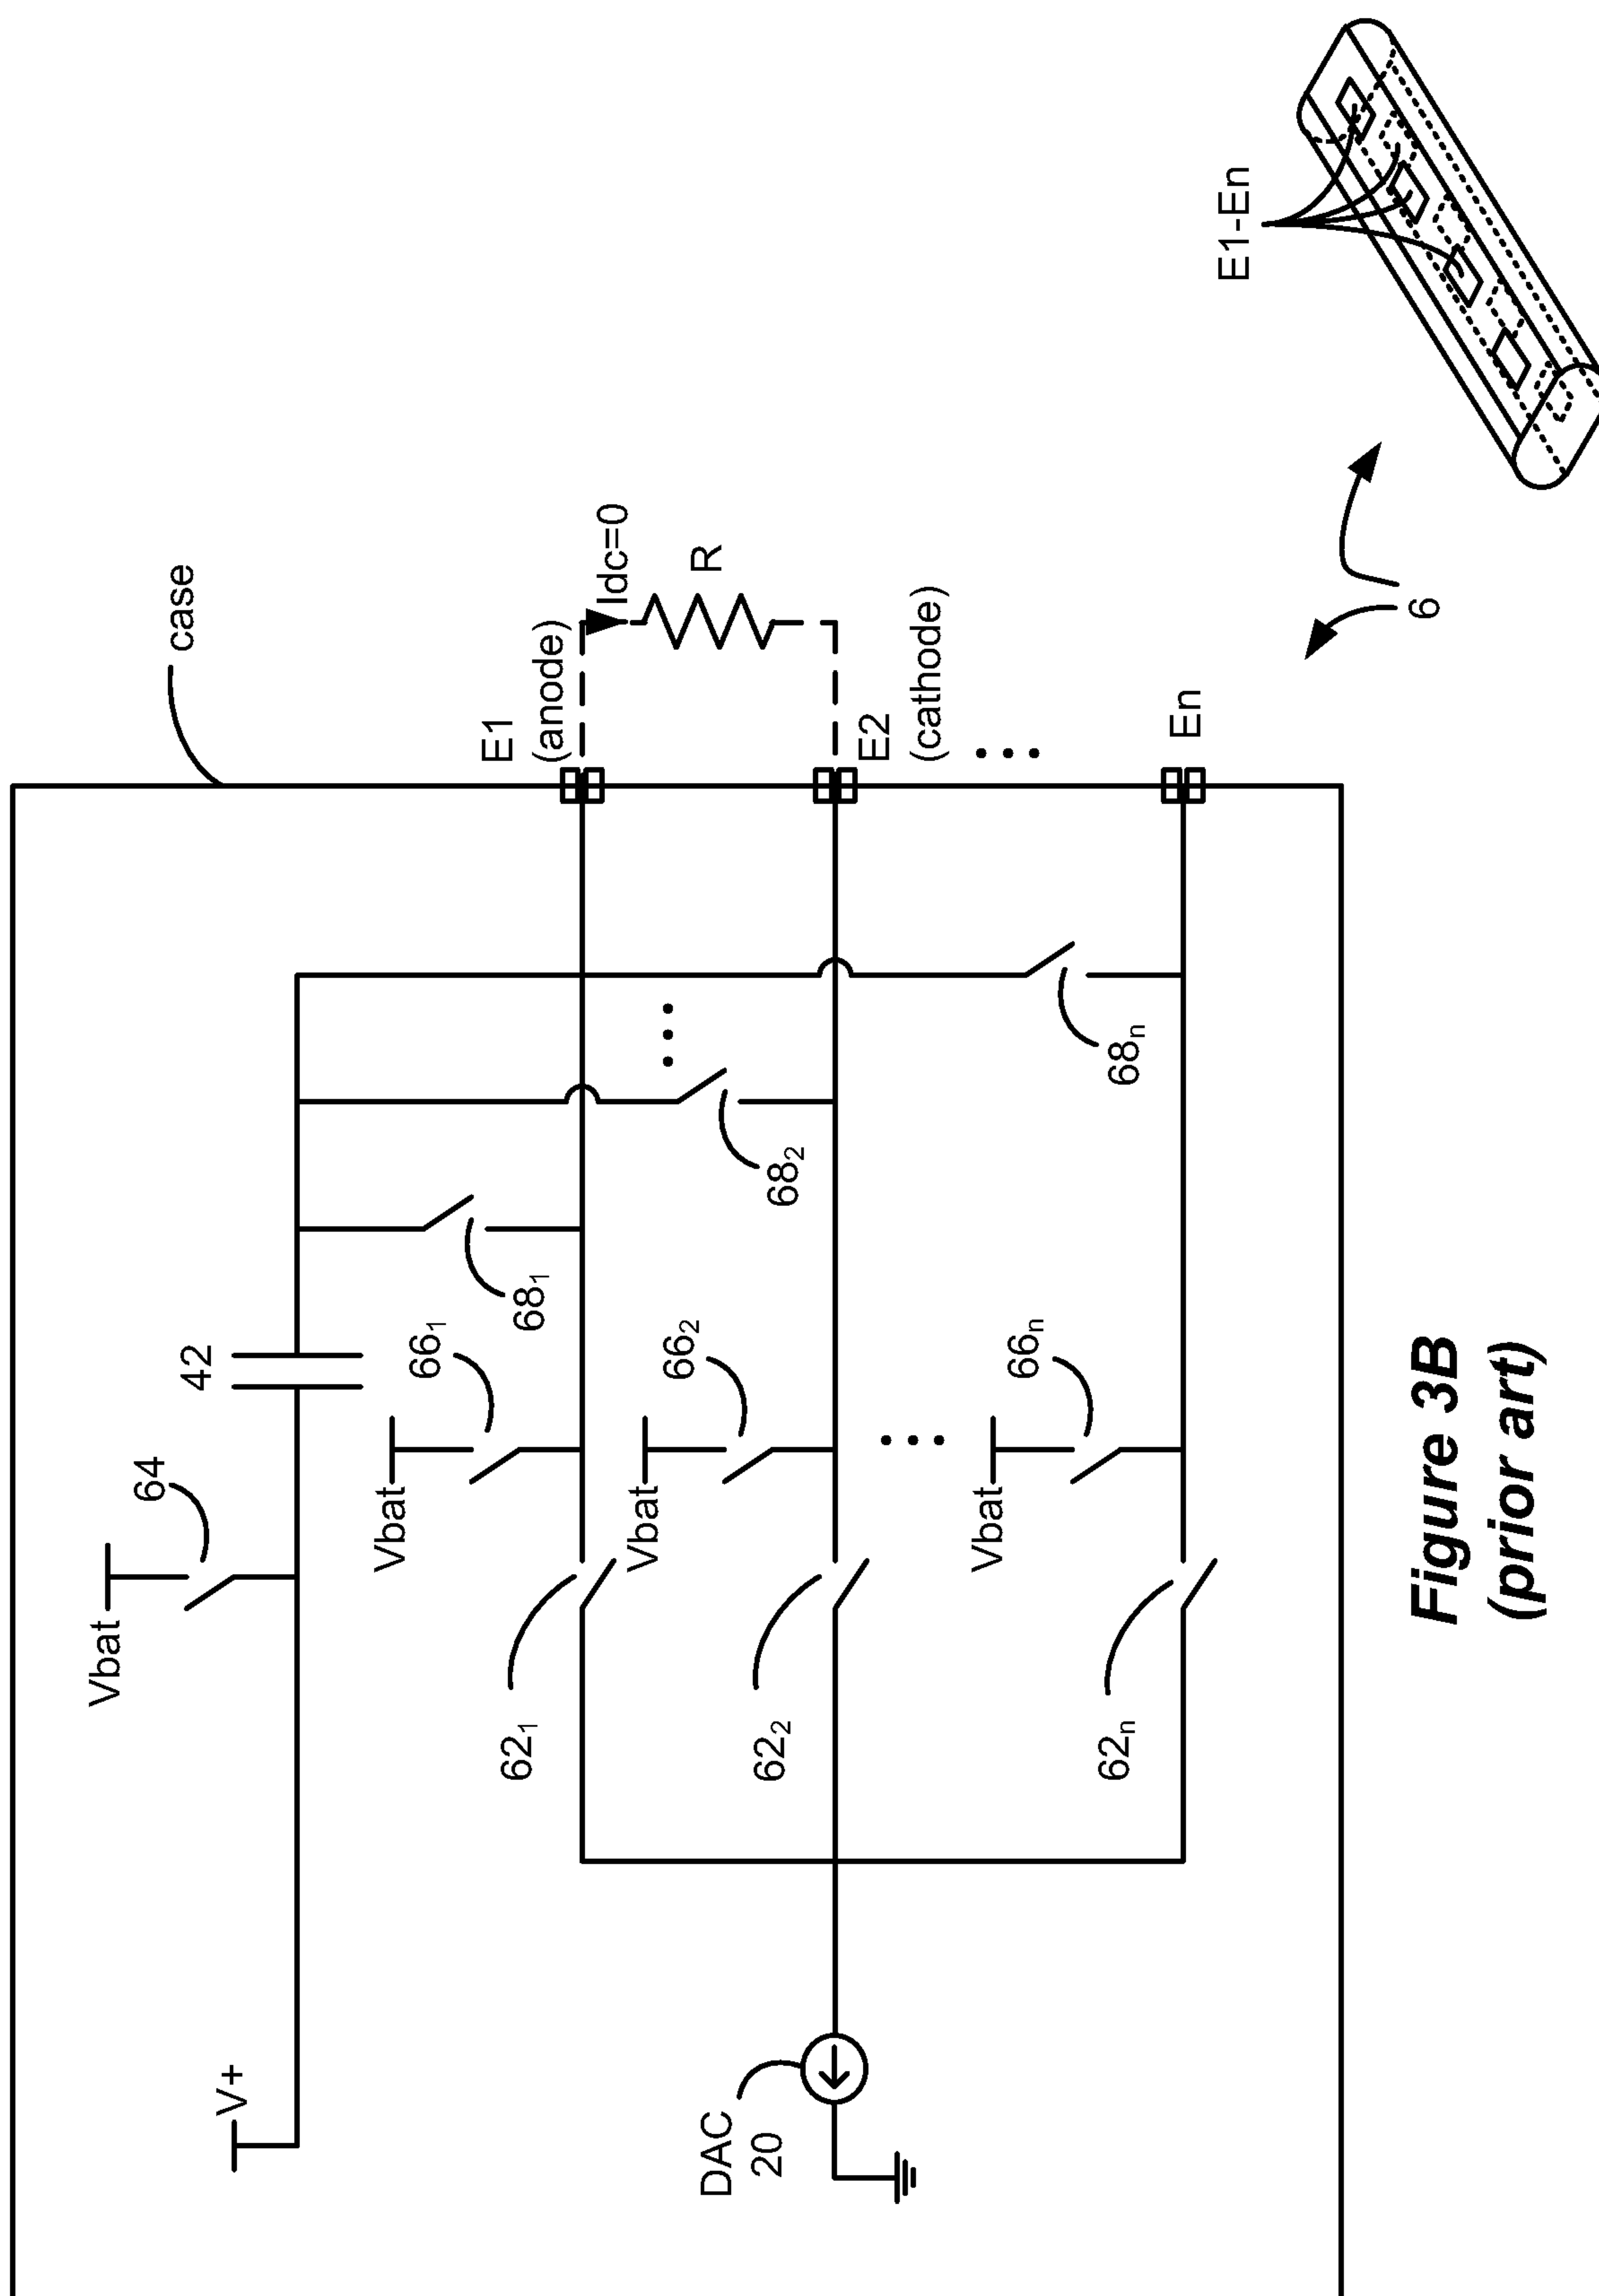 Vbat
64
V+
42
case
Vbat
66₁
68₁
62₁
E1
(anode)
Idc=0
R
Vbat
66₂
68₂
62₂
DAC
20
E2
(cathode)
Vbat
66ₙ
68ₙ
62ₙ
En
E1-En
6
Figure 3B
(prior art)